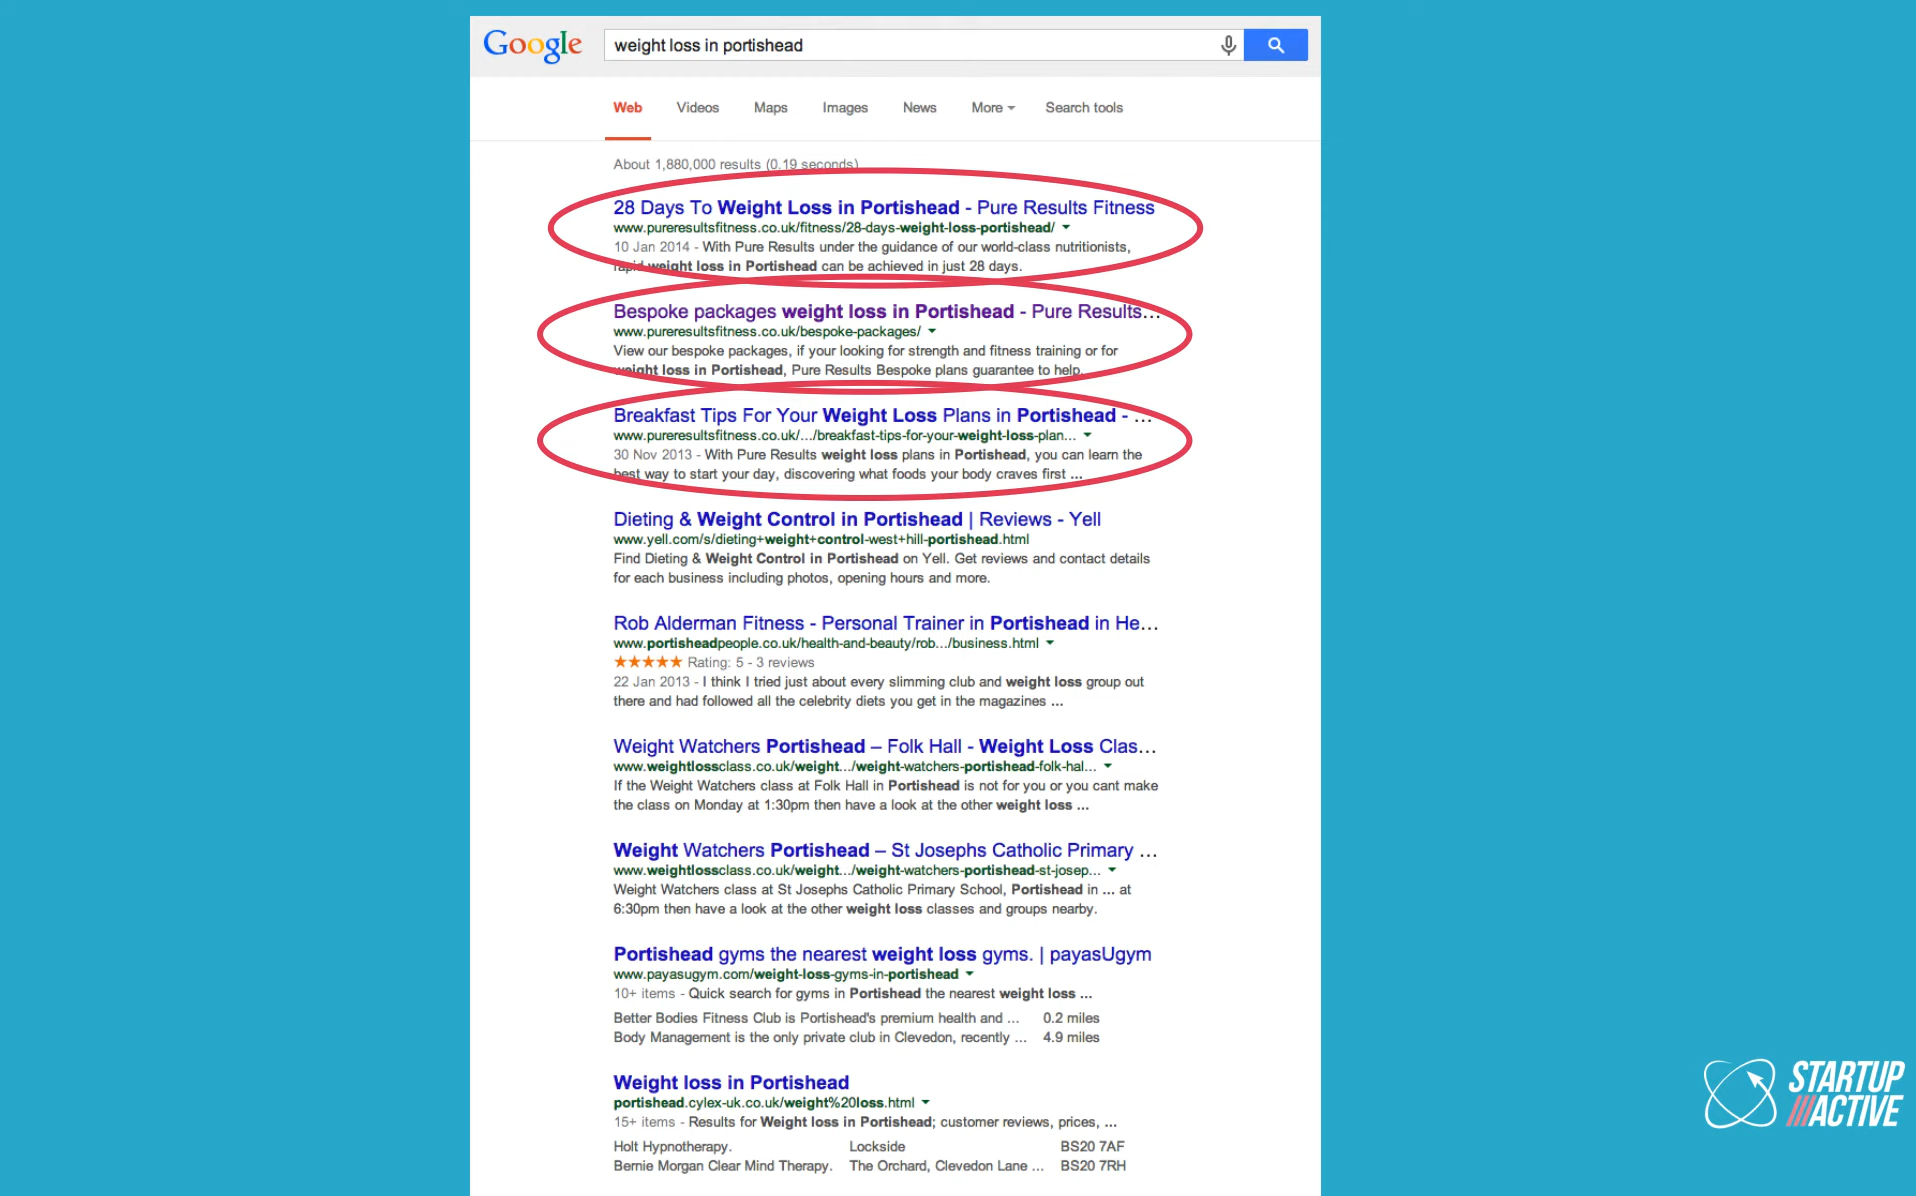 Google
weight loss in portishead
Web Videos Maps Images News More Search tools
About 1,880,000 results (0.19 seconds)
28 Days To Weight Loss in Portishead - Pure Results Fitness
www.pureresultsfitness.co.uk/fitness/28-days-weight-loss-portishead/
10 Jan 2014 - With Pure Results under the guidance of our world-class nutritionists,
rapid weight loss in Portishead can be achieved in just 28 days.
Bespoke packages weight loss in Portishead - Pure Results...
www.pureresultsfitness.co.uk/bespoke-packages/
View our bespoke packages, if your looking for strength and fitness training or for
weight loss in Portishead, Pure Results Bespoke plans guarantee to help.
Breakfast Tips For Your Weight Loss Plans in Portishead - ...
www.pureresultsfitness.co.uk/.../breakfast-tips-for-your-weight-loss-plan...
30 Nov 2013 - With Pure Results weight loss plans in Portishead, you can learn the
best way to start your day, discovering what foods your body craves first ...
Dieting & Weight Control in Portishead | Reviews - Yell
www.yell.com/s/dieting+weight+control-west+hill-portishead.html
Find Dieting & Weight Control in Portishead on Yell. Get reviews and contact details
for each business including photos, opening hours and more.
Rob Alderman Fitness - Personal Trainer in Portishead in He...
www.portisheadpeople.co.uk/health-and-beauty/rob.../business.html
★★★★★ Rating: 5 - 3 reviews
22 Jan 2013 - I think I tried just about every slimming club and weight loss group out
there and had followed all the celebrity diets you get in the magazines ...
Weight Watchers Portishead – Folk Hall - Weight Loss Clas...
www.weightlossclass.co.uk/weight.../weight-watchers-portishead-folk-hal...
If the Weight Watchers class at Folk Hall in Portishead is not for you or you cant make
the class on Monday at 1:30pm then have a look at the other weight loss ...
Weight Watchers Portishead – St Josephs Catholic Primary ...
www.weightlossclass.co.uk/weight.../weight-watchers-portishead-st-josep...
Weight Watchers class at St Josephs Catholic Primary School, Portishead in ... at
6:30pm then have a look at the other weight loss classes and groups nearby.
Portishead gyms the nearest weight loss gyms. | payasUgym
www.payasugym.com/weight-loss-gyms-in-portishead
10+ items - Quick search for gyms in Portishead the nearest weight loss ...
Better Bodies Fitness Club is Portishead's premium health and ... 0.2 miles
Body Management is the only private club in Clevedon, recently ... 4.9 miles
Weight loss in Portishead
portishead.cylex-uk.co.uk/weight%20loss.html
15+ items - Results for Weight loss in Portishead; customer reviews, prices, ...
Holt Hypnotherapy. Lockside BS20 7AF
Bernie Morgan Clear Mind Therapy. The Orchard, Clevedon Lane ... BS20 7RH
STARTUP
ACTIVE